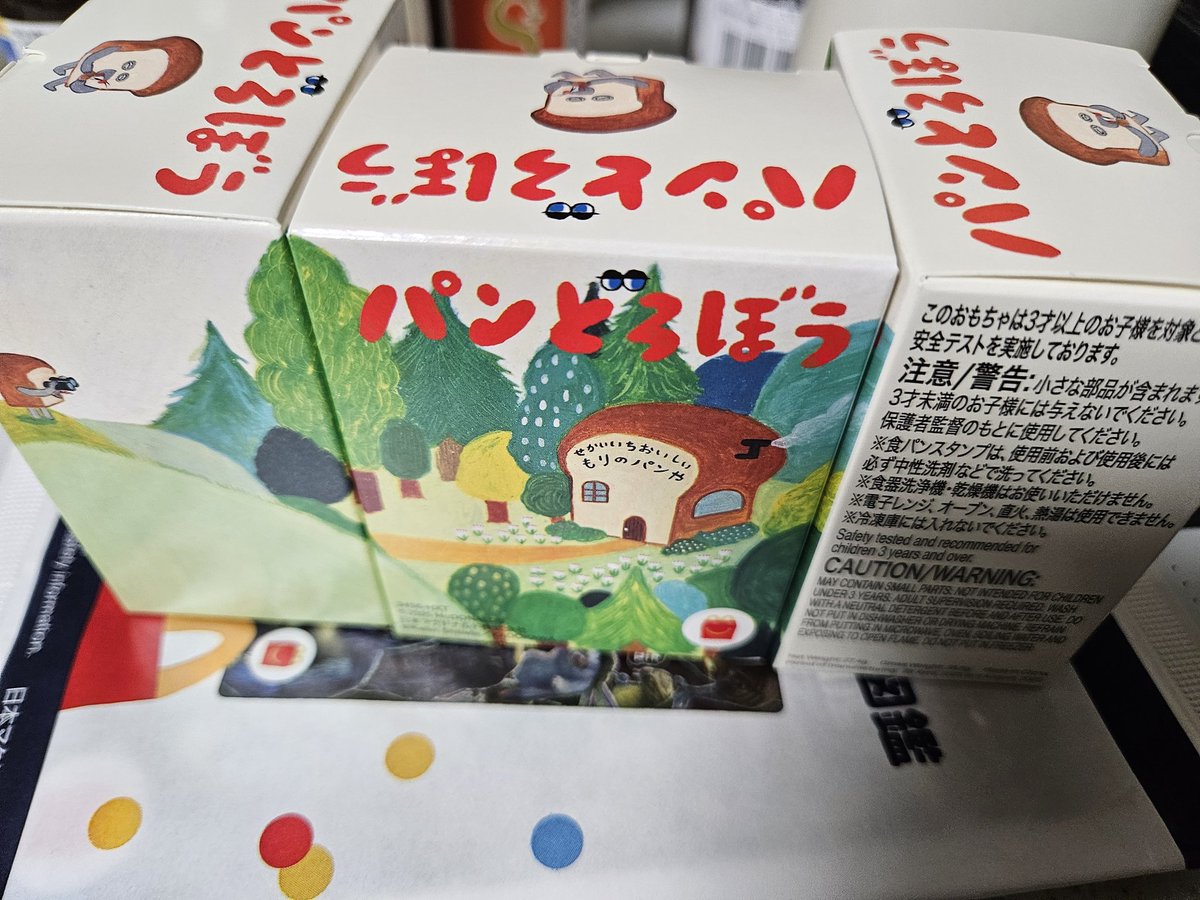 パンどろぼう
パンどろぼう
パンどろぼう
パンどろぼう
せかいいちおいしい
もりのパンや
このおもちゃは3才以上のお子様を対象に
安全テストを実施しております。
注意/警告: 小さな部品が含まれます
3才未満のお子様には与えないでください。
保護者監督のもとに使用してください。
※食パンスタンプは、使用前および使用後には
必ず中性洗剤などで洗ってください。
※食器洗浄機・乾燥機はお使いいただけません。
※電子レンジ、オーブン、直火、熱湯は使用できません。
※冷凍庫には入れないでください。
Safety tested and recommended for
children 3 years and over.
CAUTION/WARNING:
MAY CONTAIN SMALL PARTS. NOT INTENDED FOR CHILDREN
UNDER 3 YEARS. ADULT SUPERVISION REQUIRED. WASH
WITH A NEUTRAL DETERGENT BEFORE AND AFTER USE. DO
NOT PUT IN DISHWASHER OR DRYER. REFRAIN
FROM PUTTING IN MICROWAVE, OVEN, HOT WATER AND
EXPOSING TO OPEN FLAME. DO NOT PUT IN FREEZER.
information.
日本マク
図鑑